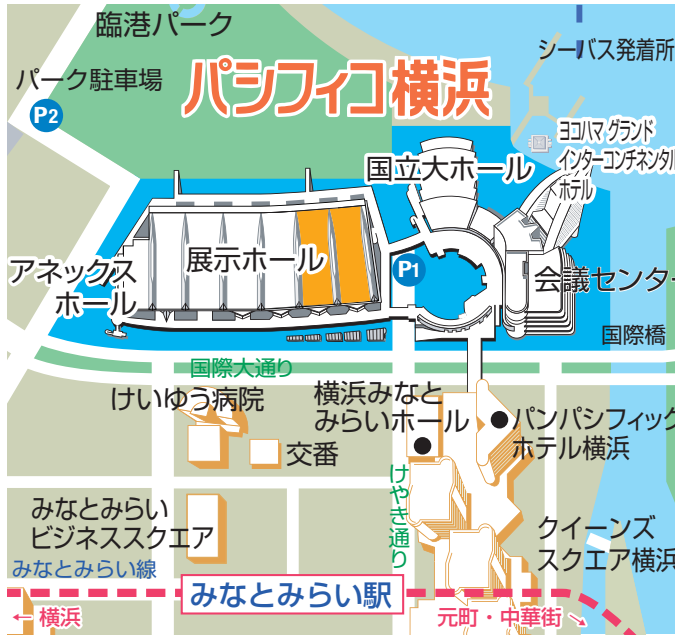 臨港パーク
シーバス発着所
パーク駐車場
パシフィコ横浜
P2
ヨコハマ グランド
インターコンチネンタル
ホテル
国立大ホール
展示ホール
アネックス
ホール
P1
会議センター
国際橋
国際大通り
けいゆう病院
横浜みなと
みらいホール
パンパシフィック
ホテル横浜
交番
けやき通り
みなとみらい
ビジネススクエア
クイーンズ
スクエア横浜
みなとみらい線
みなとみらい駅
← 横浜
元町・中華街 →